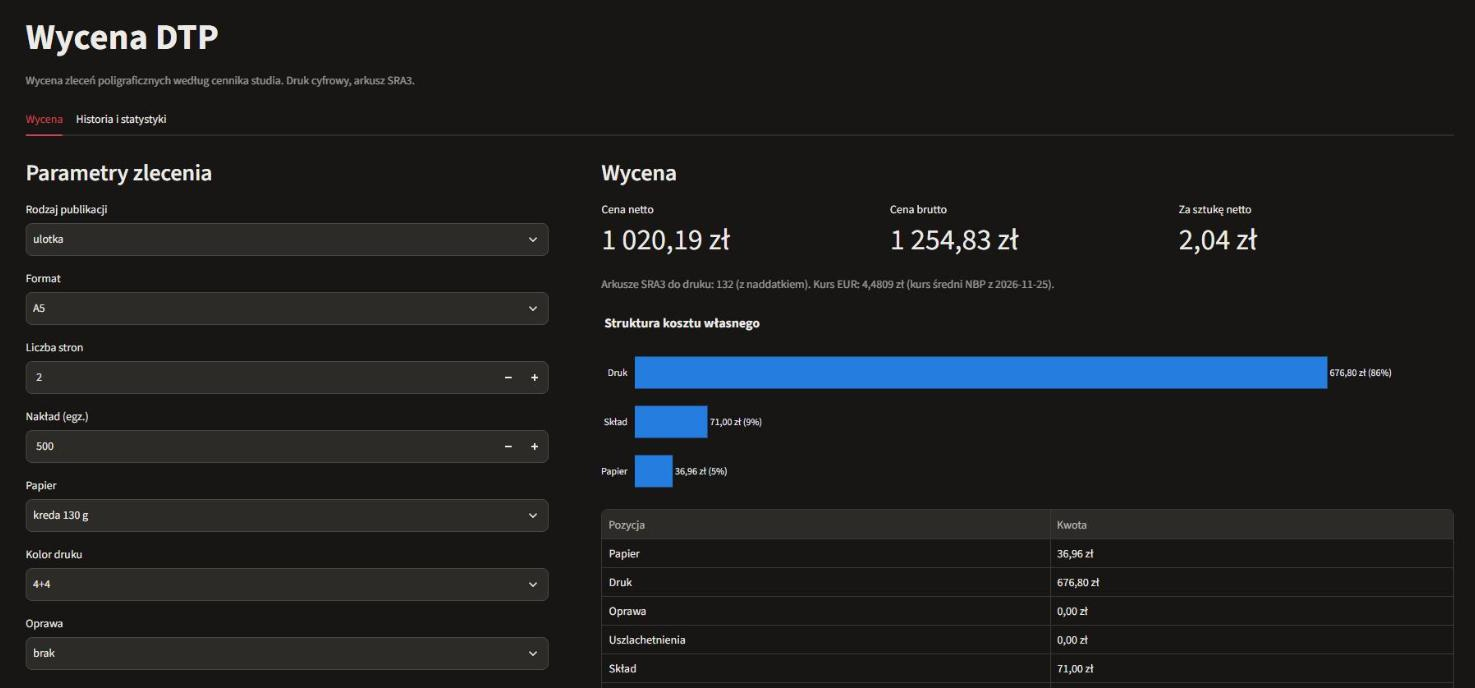 Wycena DTP
Wycena zleceń poligraficznych według cennika studia. Druk cyfrowy, arkusz SRA3.
Wycena
Historia i statystyki
Parametry zlecenia
Rodzaj publikacji
ulotka
Format
A5
Liczba stron
2
Nakład (egz.)
500
Papier
kreda 130 g
Kolor druku
4+4
Oprawa
brak
Wycena
Cena netto
1 020,19 zł
Cena brutto
1 254,83 zł
Za sztukę netto
2,04 zł
Arkusze SRA3 do druku: 132 (z naddatkiem). Kurs EUR: 4,4809 zł (kurs średni NBP z 2026-11-25).
Struktura kosztu własnego
Druk 676,80 zł (86%)
Skład 71,00 zł (9%)
Papier 36,96 zł (5%)
Pozycja Kwota
Papier 36,96 zł
Druk 676,80 zł
Oprawa 0,00 zł
Uszlachetnienia 0,00 zł
Skład 71,00 zł